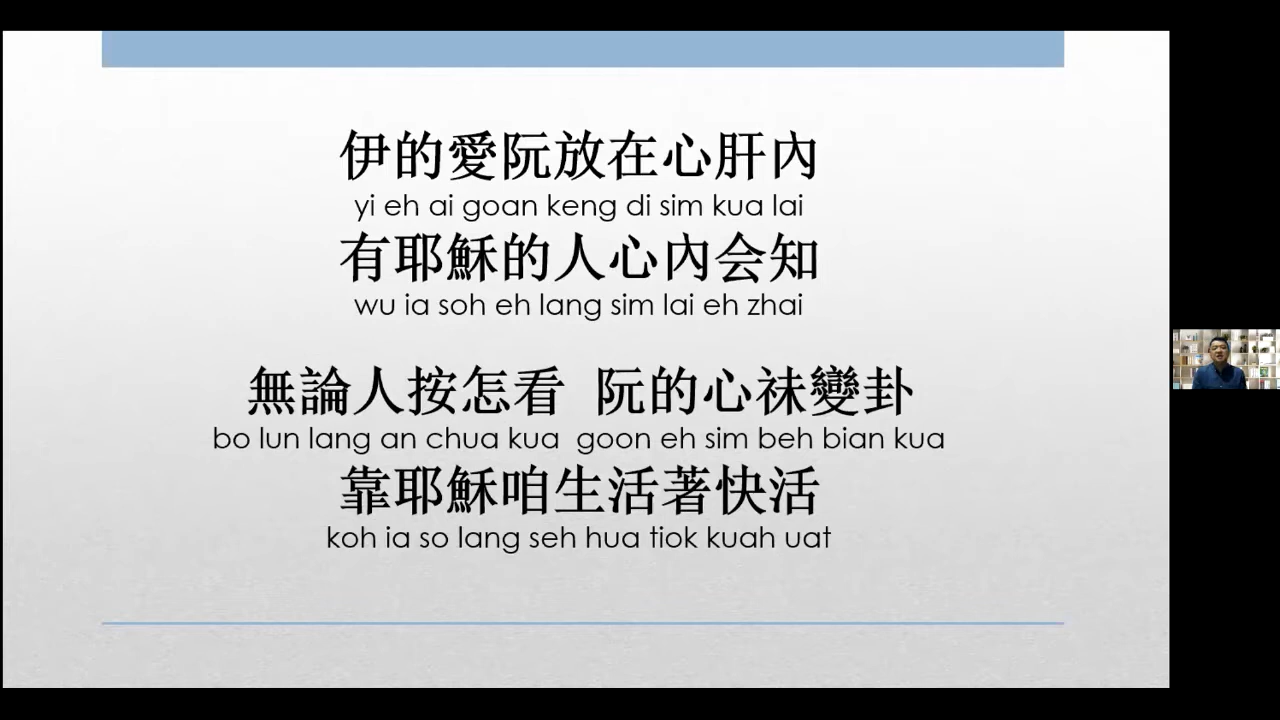 伊的愛阮放在心肝內
yi eh ai goan keng di sim kua lai
有耶穌的人心內会知
wu ia soh eh lang sim lai eh zhai
無論人按怎看 阮的心袜變卦
bo lun lang an chua kua goon eh sim beh bian kua
靠耶穌咱生活著快活
koh ia so lang seh hua tiok kuah uat